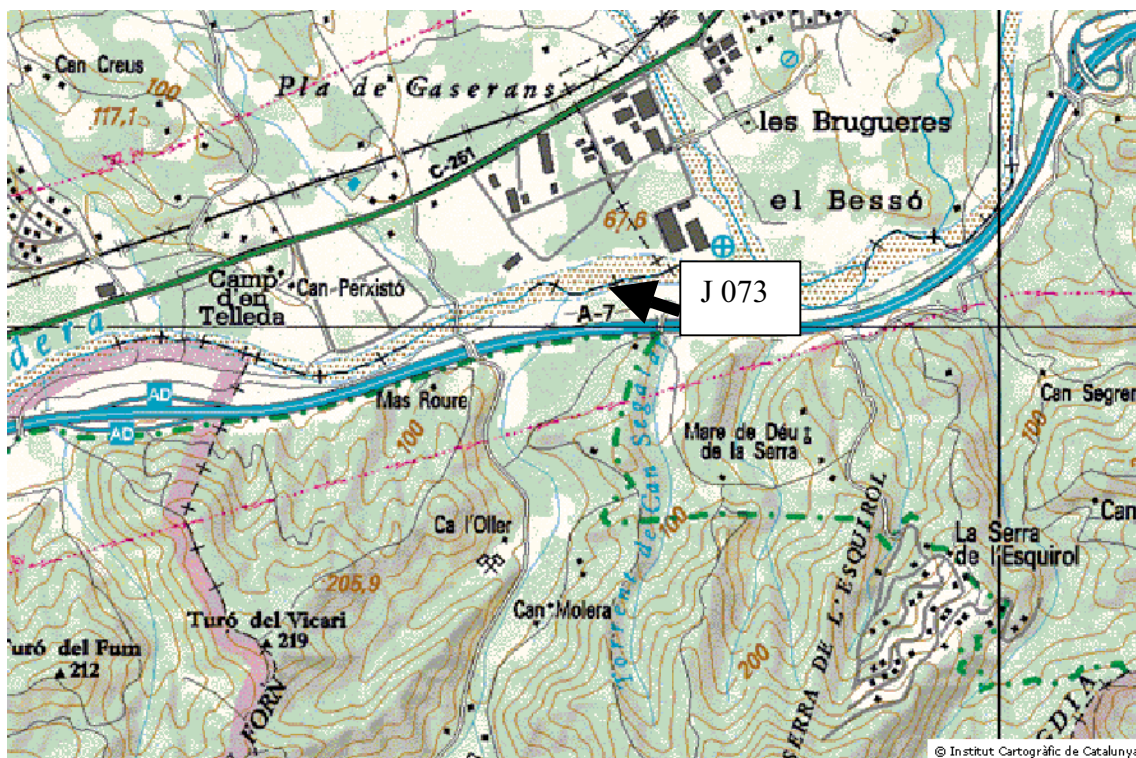 Can Creus
100
117,1
Pla de Gaserans
C-251
les Brugueres
el Bessó
67,6
J 073
Camp
d'en
Telleda
Can Perxistó
A-7
dera
AD
AD
Mas Roure
100
Mare de Déu
de la Serra
Can Segrer
100
Torrent de Can Segalar
100
Ca l'Oller
205,9
Can Molera
La Serra
de l'Esquirol
Can
SERRA DE L'ESQUIROL
200
Turó del Vicari
219
uró del Fum
212
FORN
GDIA
© Institut Cartogràfic de Catalunya